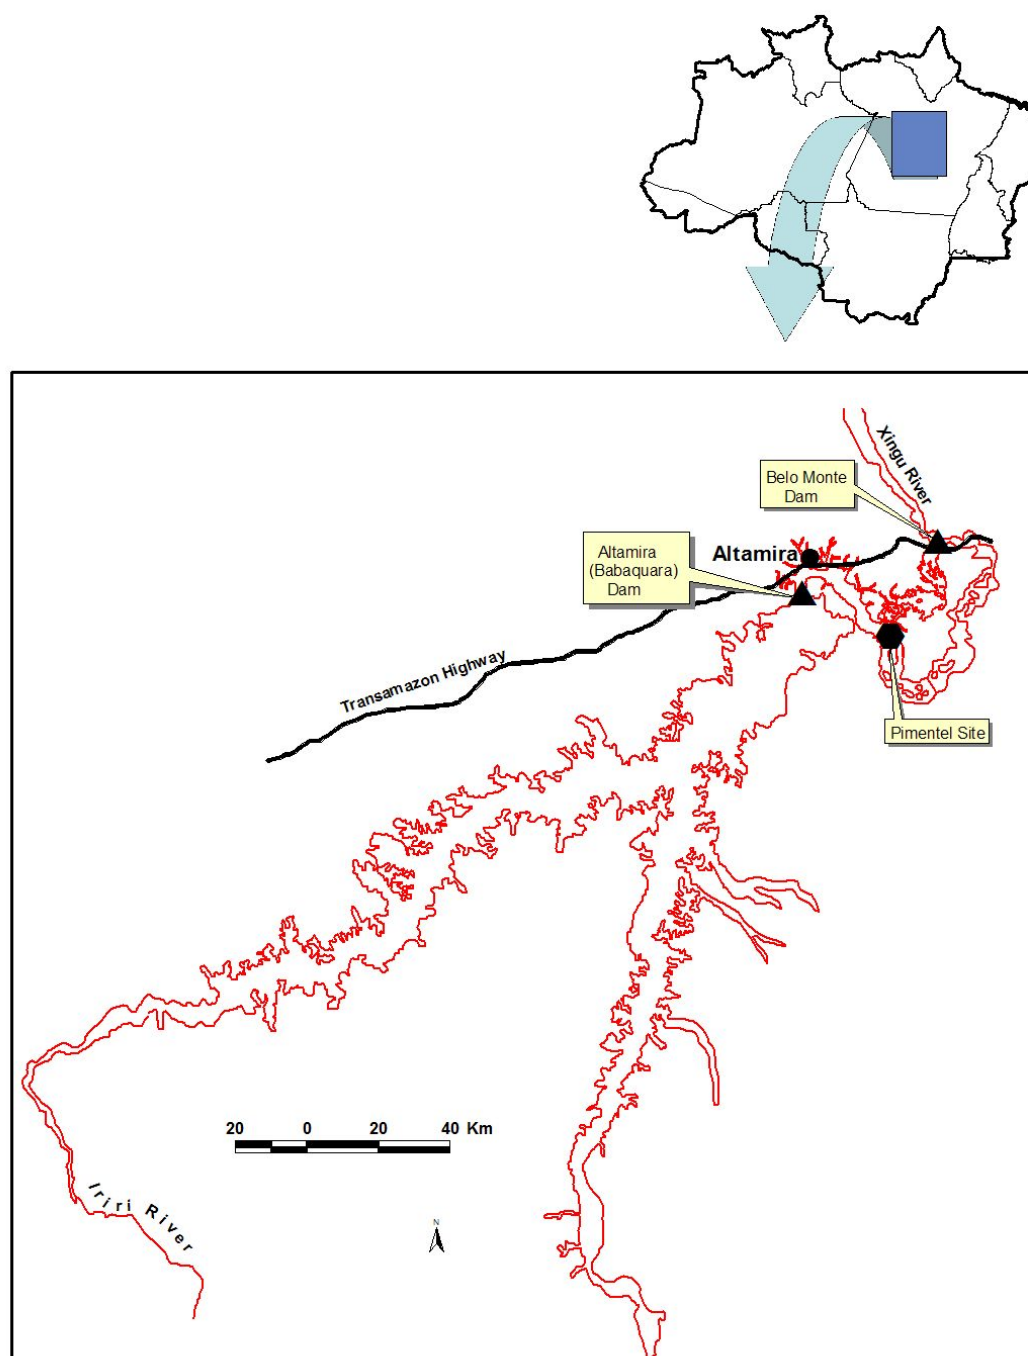 Xingu River
Belo Monte
Dam
Altamira
(Babaquara)
Dam
Altamira
Transamazon Highway
Pimentel Site
20 0 20 40 Km
Iriri River
N